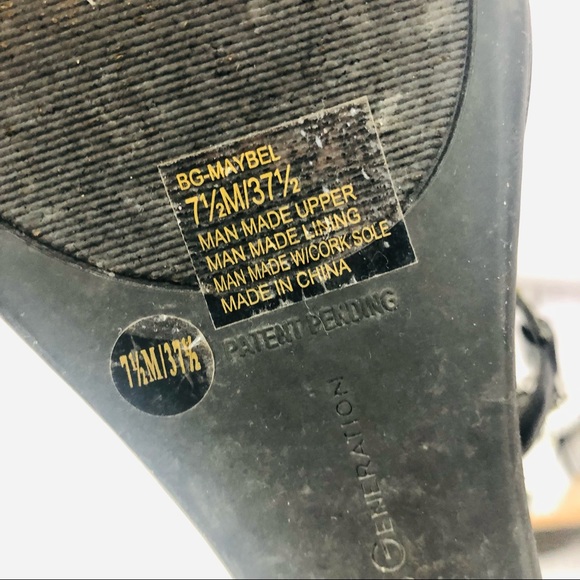 BG-MAYBEL
7½M/37½
MAN MADE UPPER
MAN MADE LINING
MAN MADE W/CORK SOLE
MADE IN CHINA
PATENT PENDING
7½M/37½
GENERATION